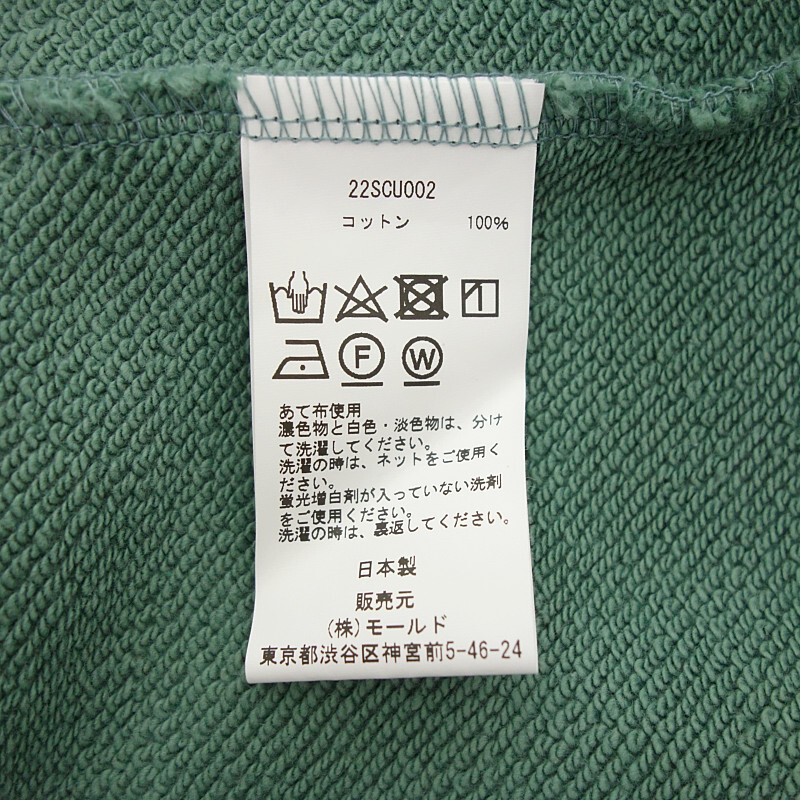 22SCU002
コットン 100%
F W
あて布使用
濃色物と白色・淡色物は、分け
て洗濯してください。
洗濯の時は、ネットをご使用く
ださい。
蛍光増白剤が入っていない洗剤
をご使用ください。
洗濯の時は、裏返してください。
日本製
販売元
(株)モールド
東京都渋谷区神宮前5-46-24